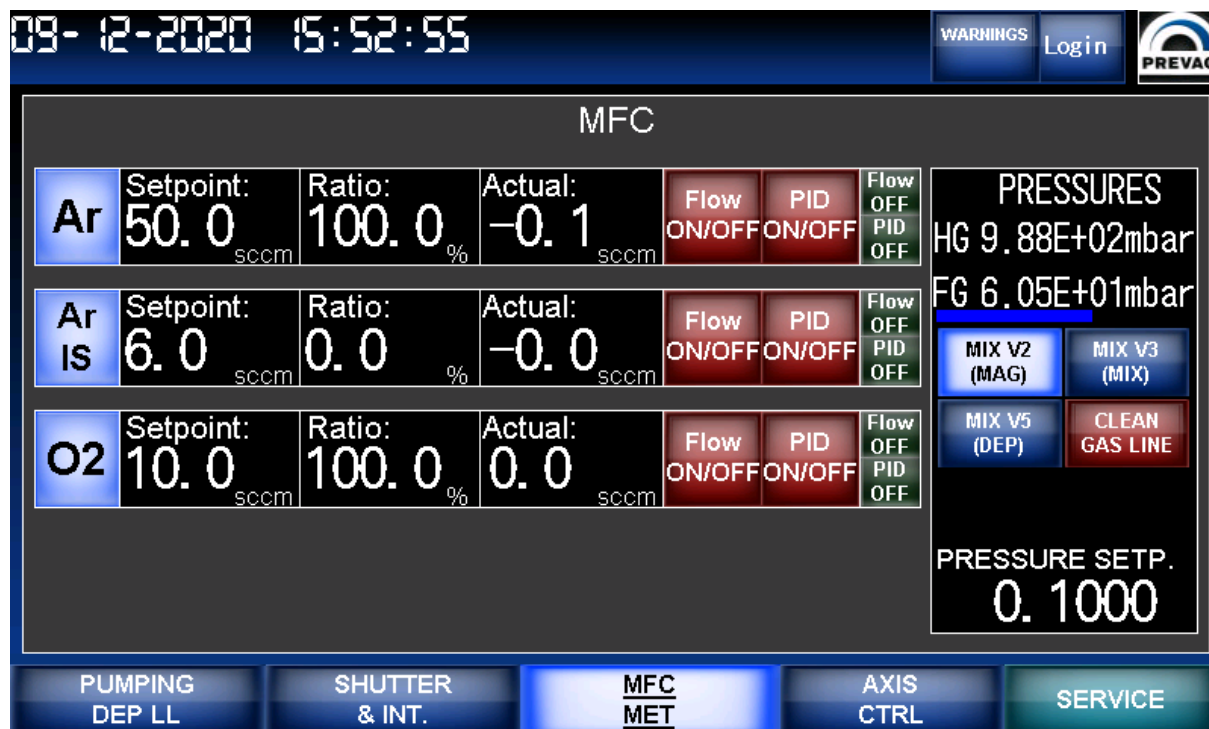 09-12-2020 15:52:55
WARNINGS
Login
MFC
Ar
Setpoint:
50.0 sccm
Ratio:
100.0 %
Actual:
-0.1 sccm
Flow
ON/OFF
PID
ON/OFF
Flow
OFF
PID
OFF
Ar
IS
Setpoint:
6.0 sccm
Ratio:
0.0 %
Actual:
-0.0 sccm
Flow
ON/OFF
PID
ON/OFF
Flow
OFF
PID
OFF
O2
Setpoint:
10.0 sccm
Ratio:
100.0 %
Actual:
0.0 sccm
Flow
ON/OFF
PID
ON/OFF
Flow
OFF
PID
OFF
PRESSURES
HG 9.88E+02mbar
FG 6.05E+01mbar
MIX V2
(MAG)
MIX V3
(MIX)
MIX V5
(DEP)
CLEAN
GAS LINE
PRESSURE SETP.
0.1000
PUMPING
DEP LL
SHUTTER
& INT.
MFC
MET
AXIS
CTRL
SERVICE